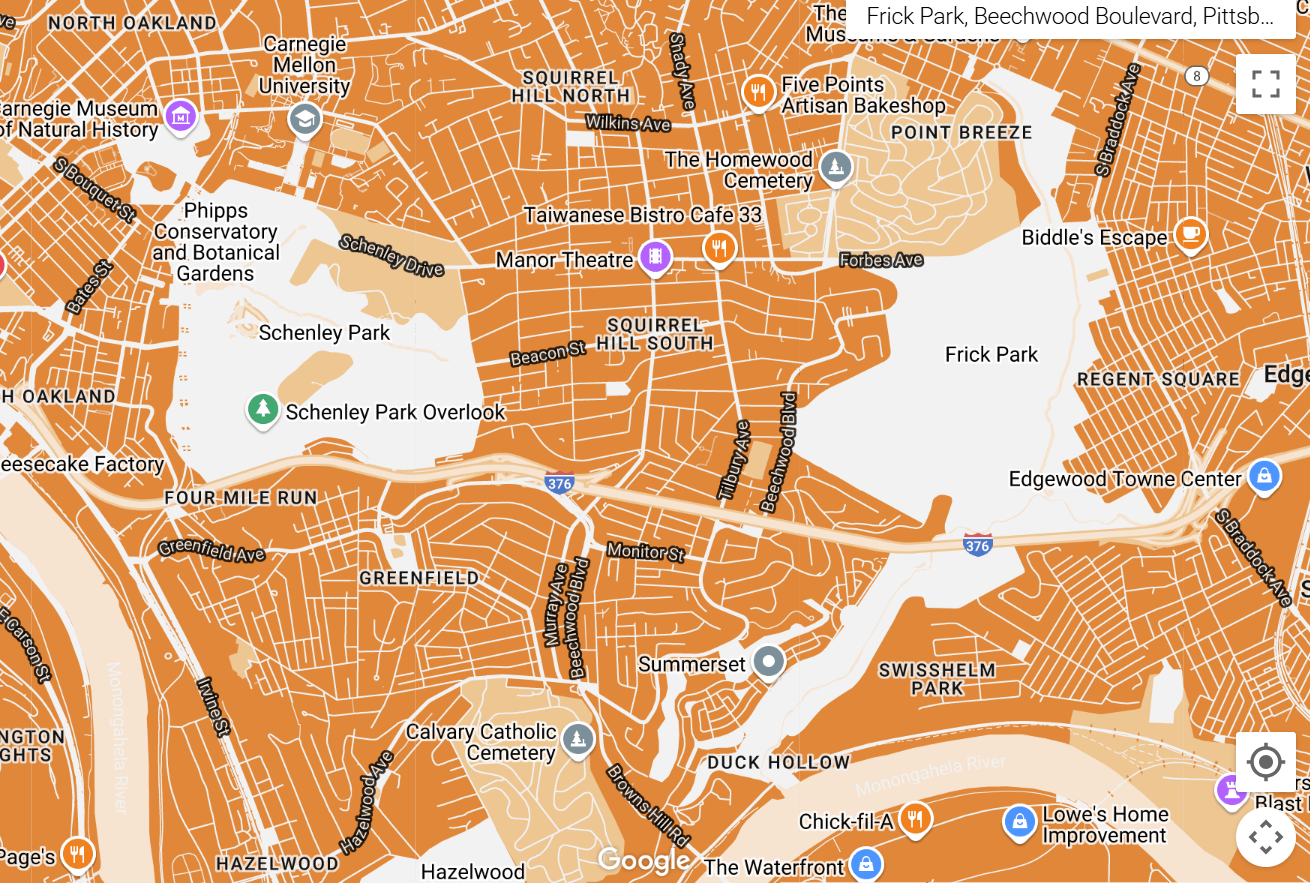 NORTH OAKLAND
The
Museums & Gardens
Frick Park, Beechwood Boulevard, Pittsb...
Carnegie
Mellon
University
SQUIRREL
HILL NORTH
Shady Ave
Five Points
Artisan Bakeshop
8
S Braddock Ave
arnegie Museum
of Natural History
Wilkins Ave
POINT BREEZE
The Homewood
Cemetery
S Bouquet St
Phipps
Conservatory
and Botanical
Gardens
Taiwanese Bistro Cafe 33
Schenley Drive
Manor Theatre
Forbes Ave
Biddle's Escape
Bates St
Schenley Park
SQUIRREL
HILL SOUTH
Beacon St
Frick Park
REGENT SQUARE
Edge
H OAKLAND
Schenley Park Overlook
Tilbury Ave
Beechwood Blvd
eesecake Factory
FOUR MILE RUN
376
Edgewood Towne Center
376
S Braddock Ave
Greenfield Ave
Monitor St
GREENFIELD
Murray Ave
Beechwood Blvd
E Carson St
Monongahela River
Irvine St
Summerset
SWISSHELM
PARK
NGTON
GHTS
Calvary Catholic
Cemetery
DUCK HOLLOW
Monongahela River
Hazelwood Ave
Browns Hill Rd
Chick-fil-A
Lowe's Home
Improvement
rs
Blast
Page's
HAZELWOOD
Hazelwood
Google
The Waterfront